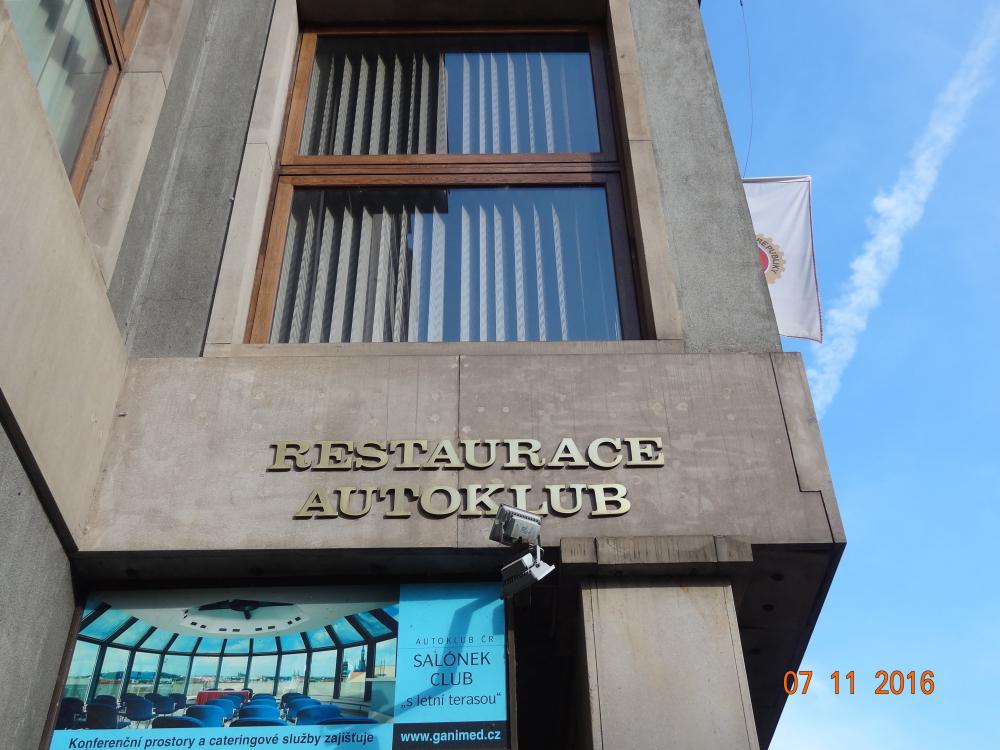 REPUBLIKY
RESTAURACE
AUTOKLUB
AUTOKLUB ČR
SALÓNEK
CLUB
„s letní terasou“
Konferenční prostory a cateringové služby zajišťuje
www.ganimed.cz
07 11 2016